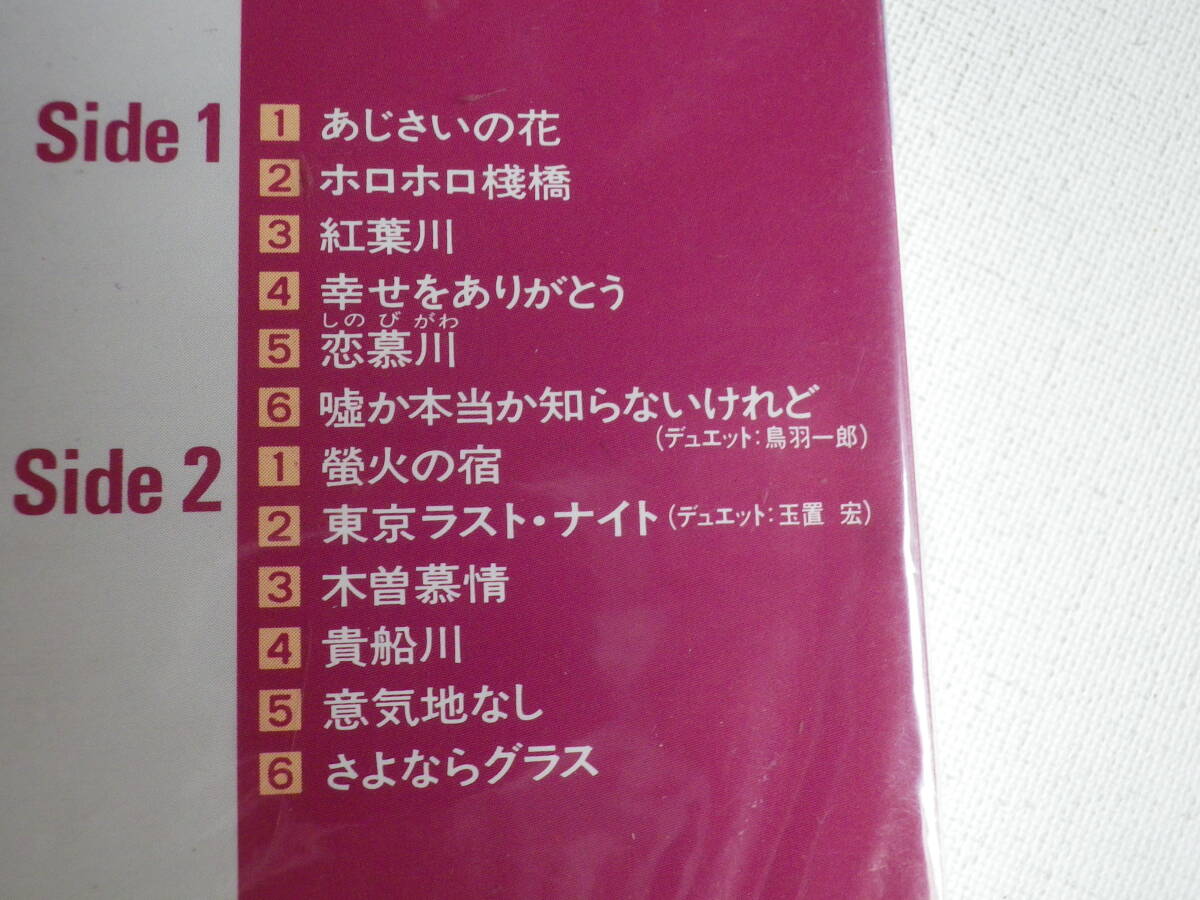 Side 1
1 あじさいの花
2 ホロホロ棧橋
3 紅葉川
4 幸せをありがとう
しのびがわ
5 恋慕川
6 嘘か本当か知らないけれど
(デュエット:鳥羽一郎)
Side 2
1 螢火の宿
2 東京ラスト・ナイト(デュエット:玉置 宏)
3 木曽慕情
4 貴船川
5 意気地なし
6 さよならグラス